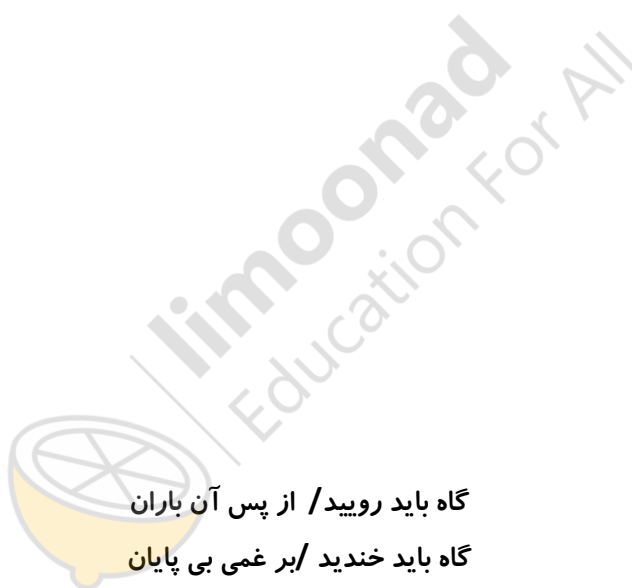 limoonad
Education For All
گاه باید رویید/ از پس آن باران
گاه باید خندید /بر غمی بی پایان